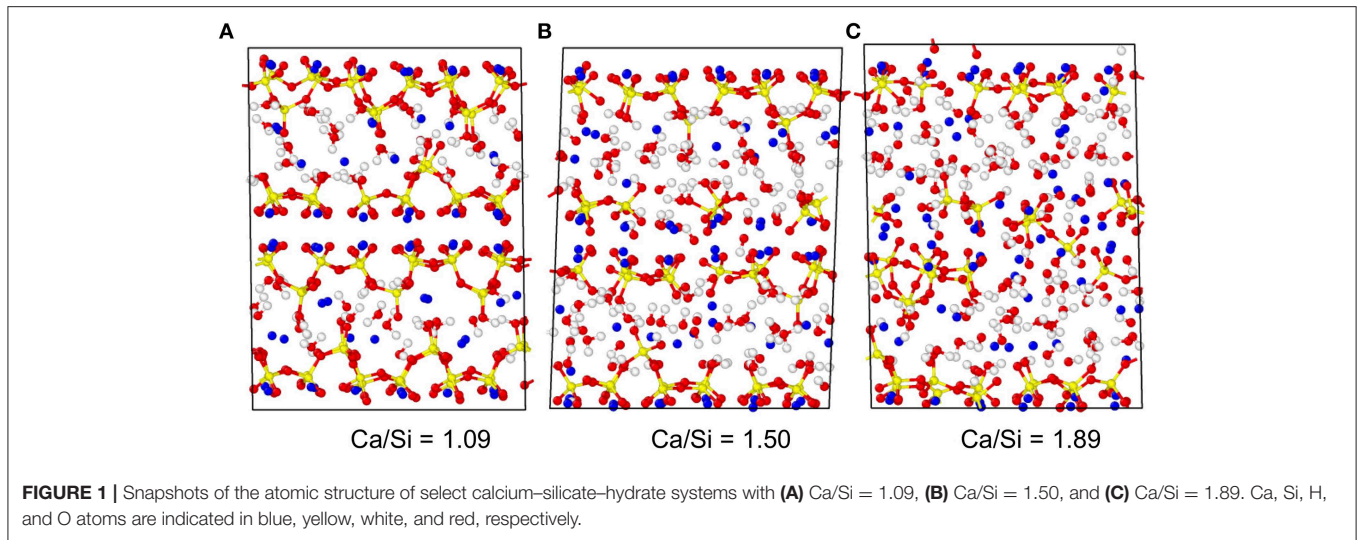 A B C
Ca/Si = 1.09 Ca/Si = 1.50 Ca/Si = 1.89
FIGURE 1 | Snapshots of the atomic structure of select calcium–silicate–hydrate systems with (A) Ca/Si = 1.09, (B) Ca/Si = 1.50, and (C) Ca/Si = 1.89. Ca, Si, H,
and O atoms are indicated in blue, yellow, white, and red, respectively.